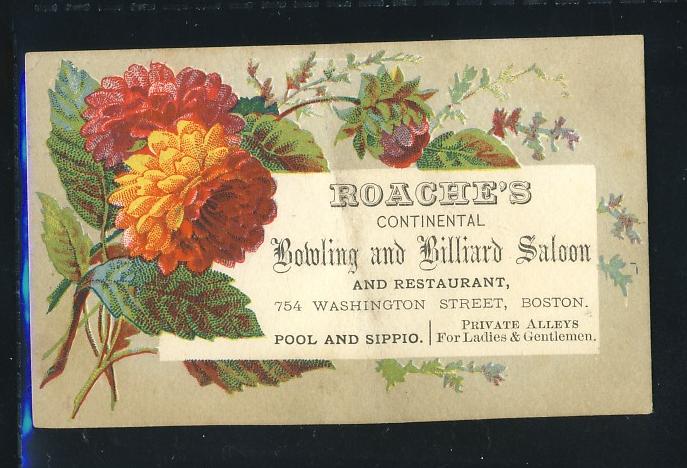 ROACHE'S
CONTINENTAL
Bowling and Billiard Saloon
AND RESTAURANT,
754 WASHINGTON STREET, BOSTON.
POOL AND SIPPIO. | PRIVATE ALLEYS
For Ladies & Gentlemen.